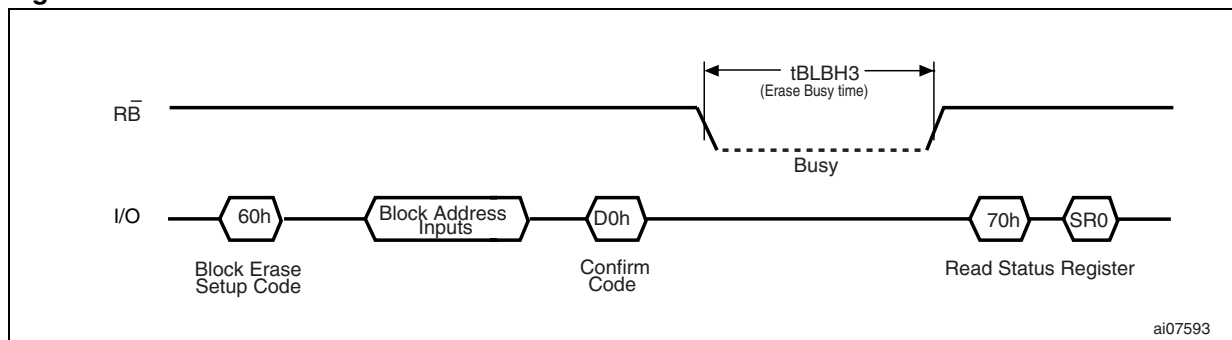 tBLBH3
(Erase Busy time)
RB̅
Busy
I/O
60h
Block Address
Inputs
D0h
70h
SR0
Block Erase
Setup Code
Confirm
Code
Read Status Register
ai07593